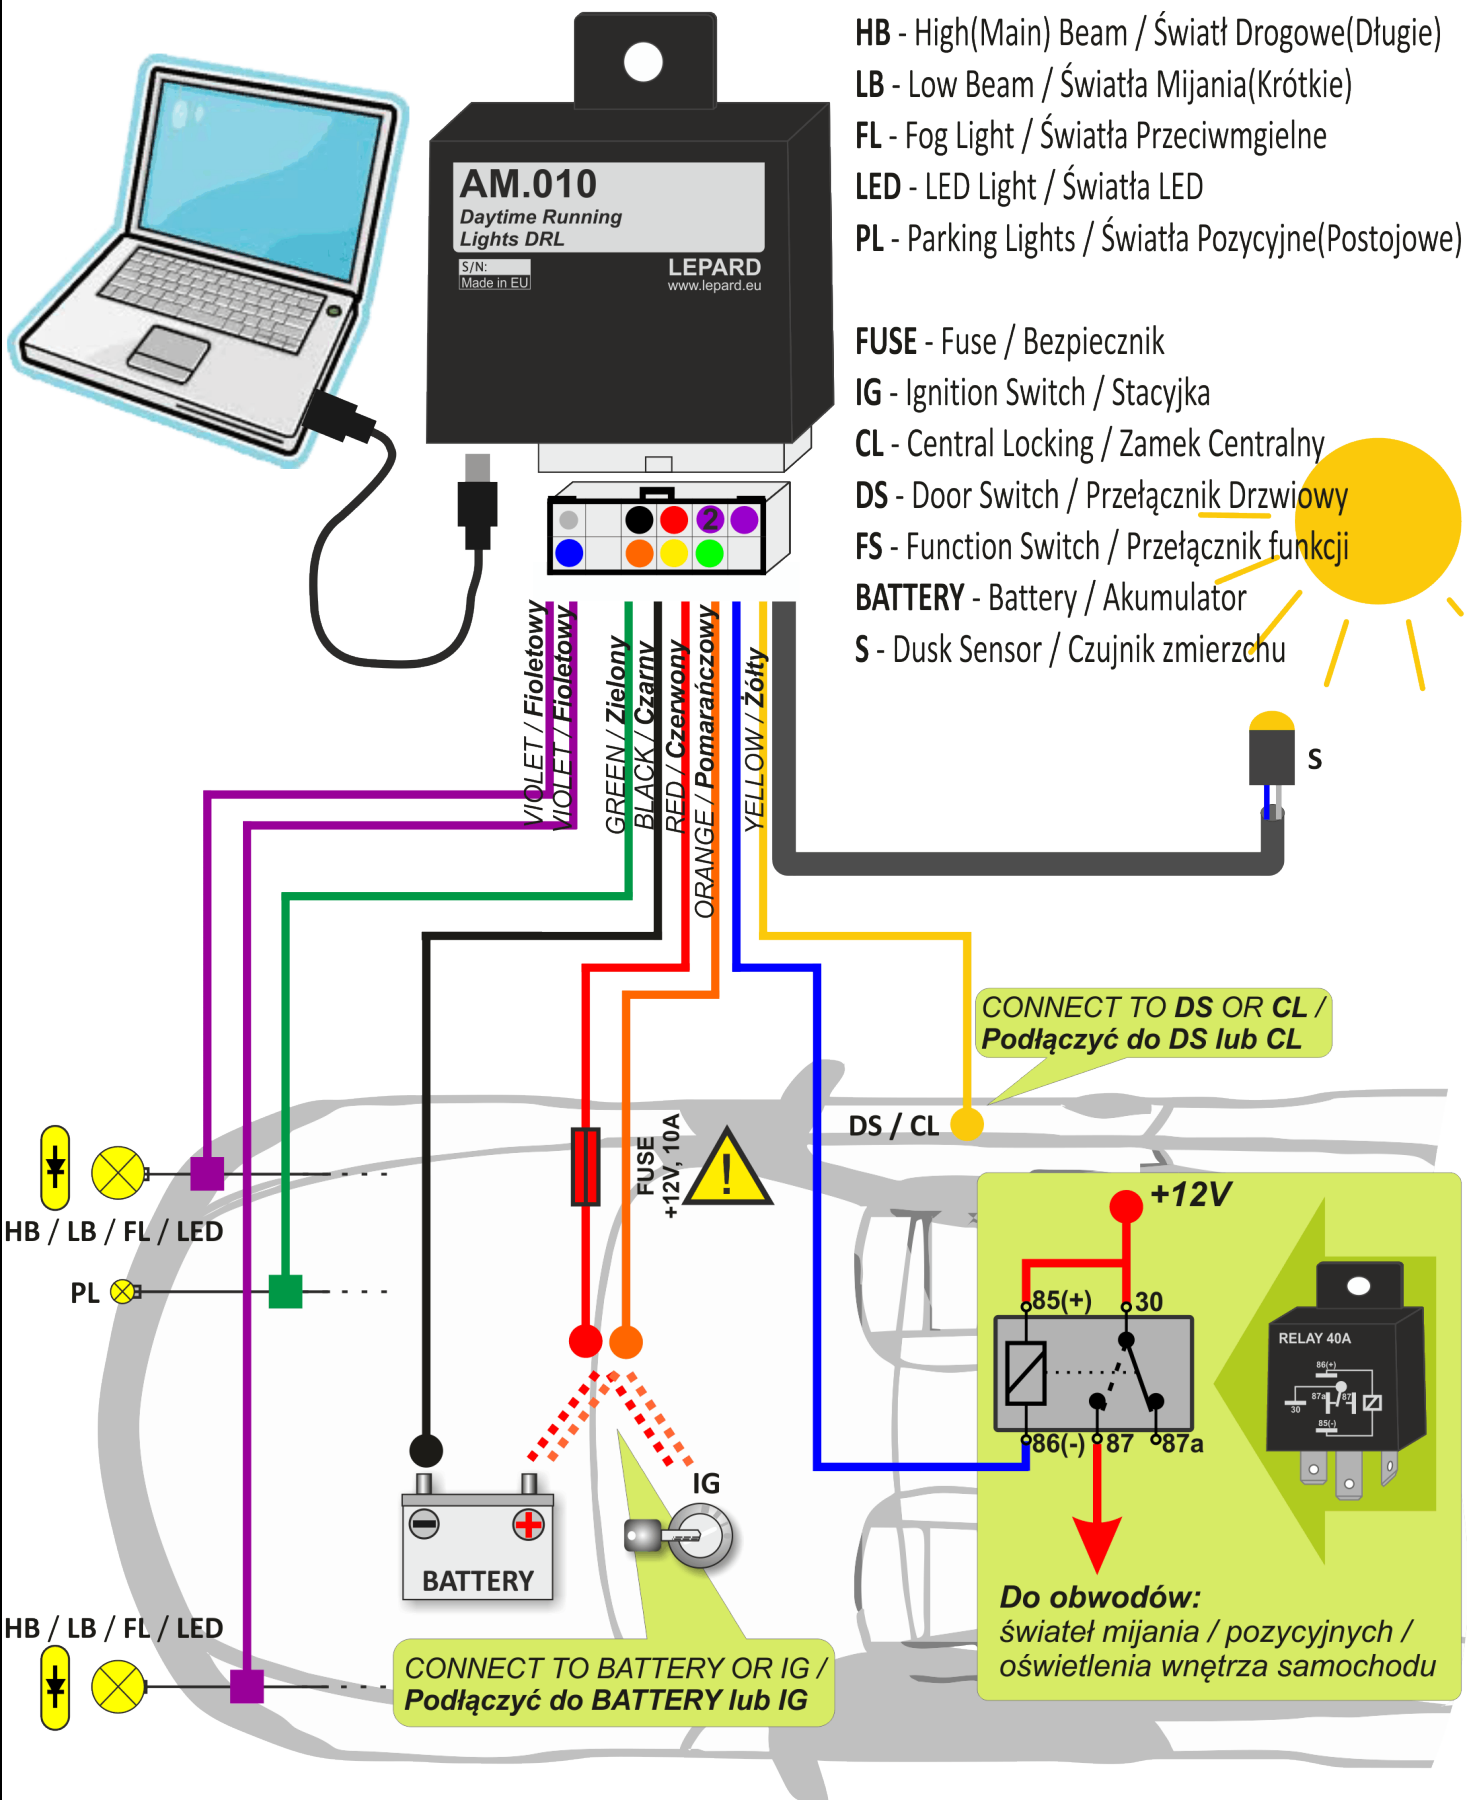 HB - High(Main) Beam / Światł Drogowe(Długie)
LB - Low Beam / Światła Mijania(Krótkie)
FL - Fog Light / Światła Przeciwmgielne
LED - LED Light / Światła LED
PL - Parking Lights / Światła Pozycyjne(Postojowe)
FUSE - Fuse / Bezpiecznik
IG - Ignition Switch / Stacyjka
CL - Central Locking / Zamek Centralny
DS - Door Switch / Przełącznik Drzwiowy
FS - Function Switch / Przełącznik funkcji
BATTERY - Battery / Akumulator
S - Dusk Sensor / Czujnik zmierzchu
AM.010
Daytime Running
Lights DRL
S/N:
Made in EU
LEPARD
www.lepard.eu
2
VIOLET / Fioletowy
VIOLET / Fioletowy
GREEN / Zielony
BLACK / Czarny
RED / Czerwony
ORANGE / Pomarańczowy
YELLOW / Żółty
S
CONNECT TO DS OR CL /
Podłączyć do DS lub CL
DS / CL
FUSE
+12V, 10A
!
HB / LB / FL / LED
PL
+12V
85(+)
30
86(-)
87
87a
RELAY 40A
86(+)
87a
87
30
85(-)
IG
BATTERY
Do obwodów:
świateł mijania / pozycyjnych /
oświetlenia wnętrza samochodu
HB / LB / FL / LED
CONNECT TO BATTERY OR IG /
Podłączyć do BATTERY lub IG